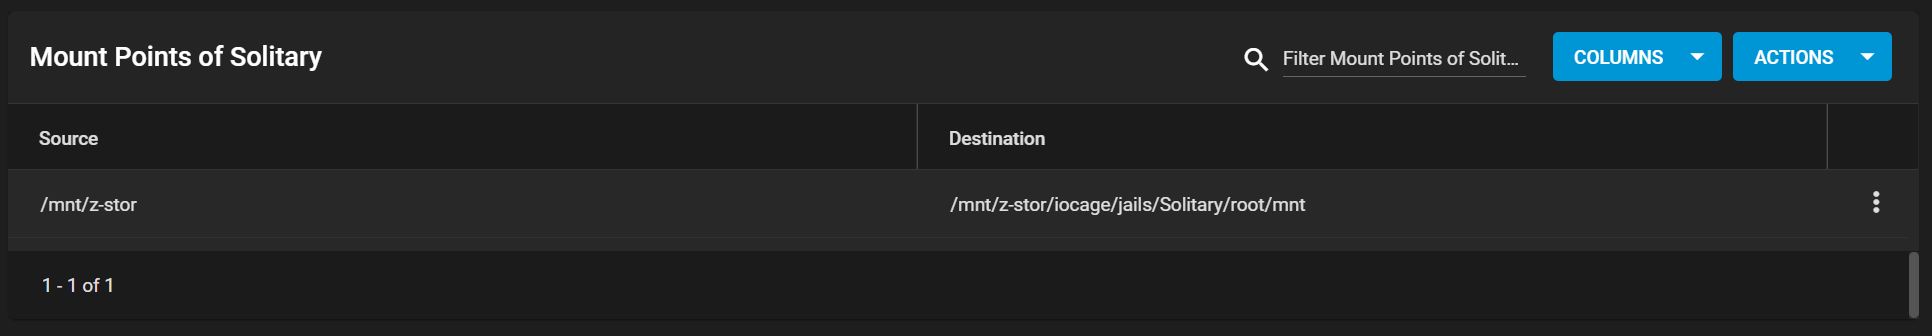 Mount Points of Solitary
Filter Mount Points of Solit...
COLUMNS
ACTIONS
Source
Destination
/mnt/z-stor
/mnt/z-stor/iocage/jails/Solitary/root/mnt
1 - 1 of 1